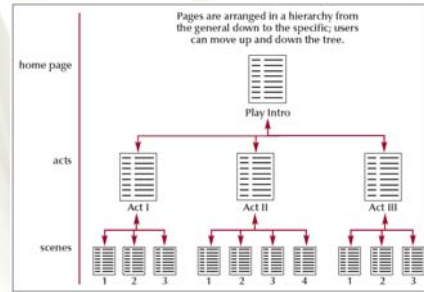 Pages are arranged in a hierarchy from
the general down to the specific; users
can move up and down the tree.
home page
Play Intro
acts
Act I
Act II
Act III
scenes
1 2 3 1 2 3 4 1 2 3